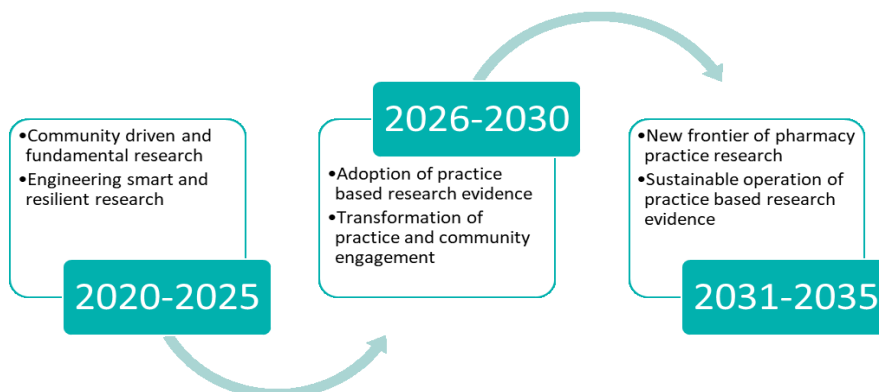 •Community driven and
fundamental research
•Engineering smart and
resilient research
2020-2025
2026-2030
•Adoption of practice
based research evidence
•Transformation of
practice and community
engagement
•New frontier of pharmacy
practice research
•Sustainable operation of
practice based research
evidence
2031-2035